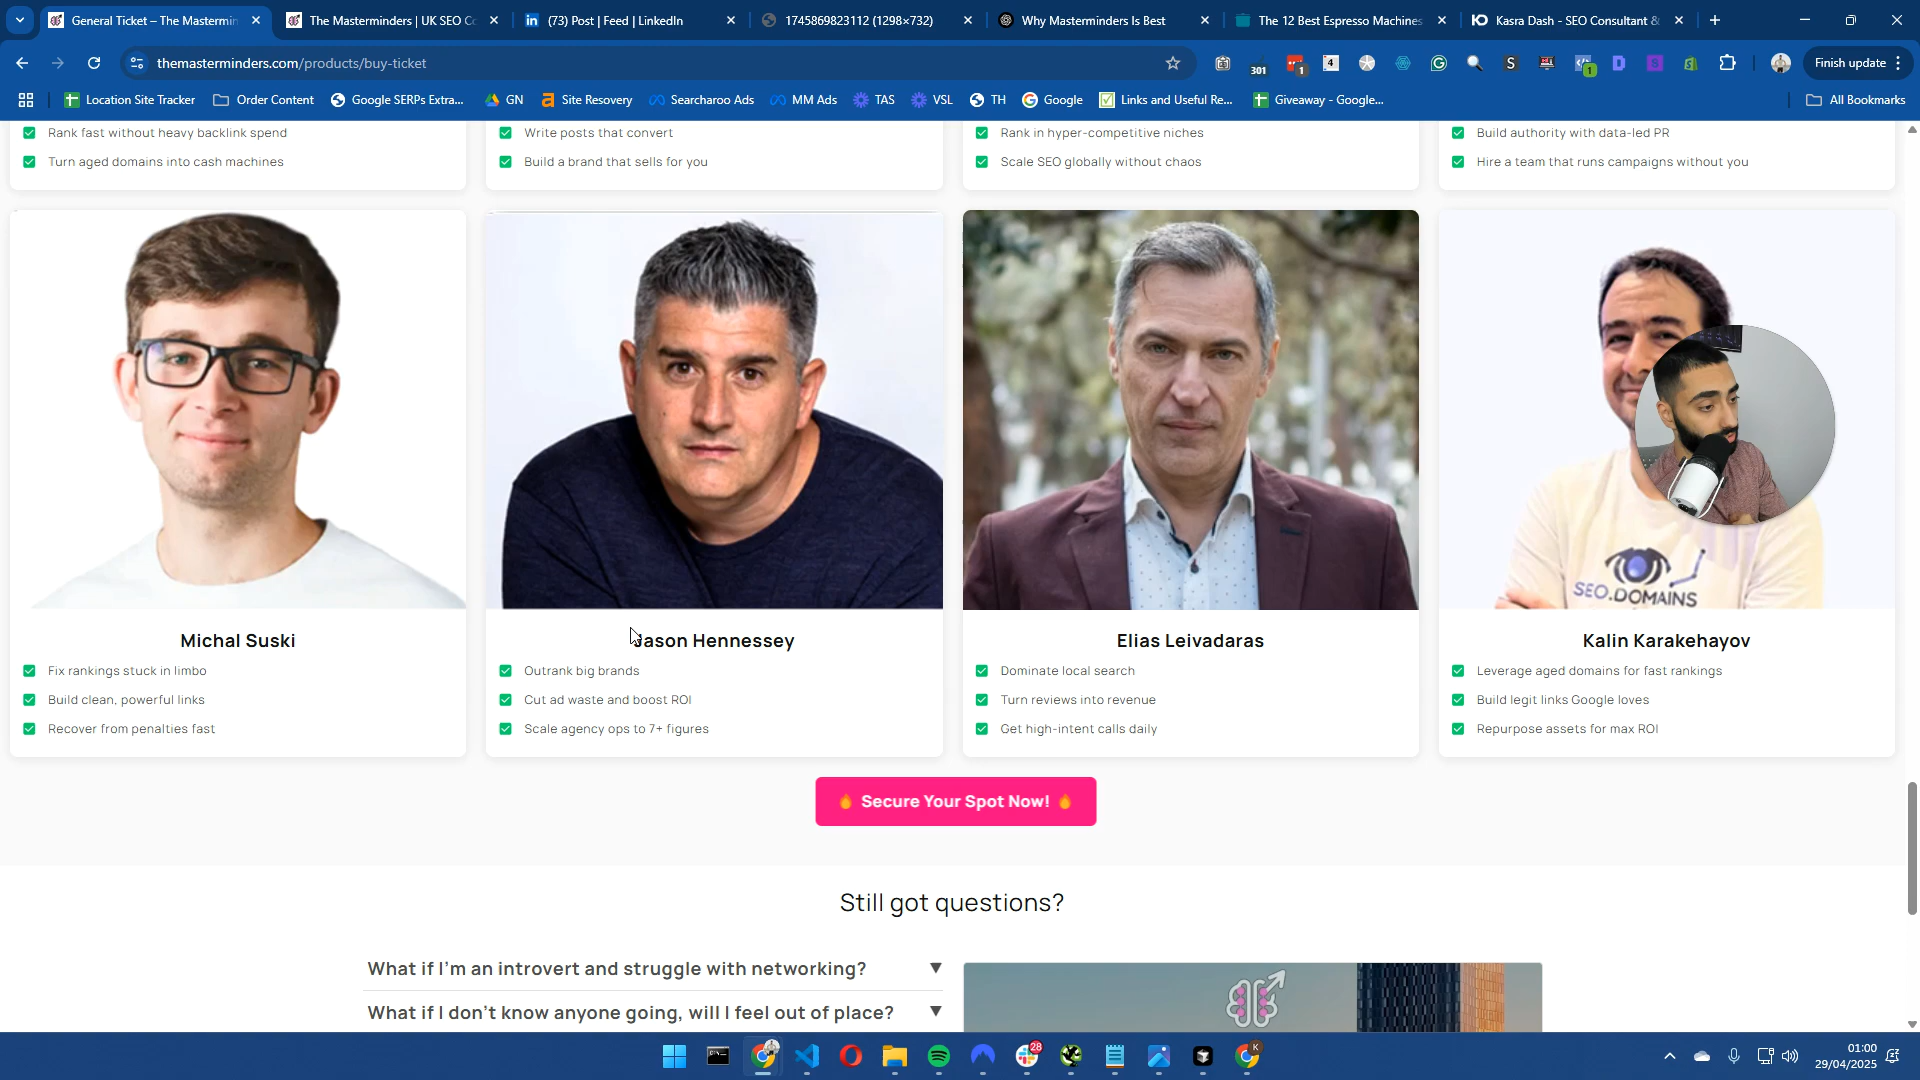 General Ticket – The Mastermin
The Masterminders | UK SEO Co
(73) Post | Feed | LinkedIn
1745869823112 (1298×732)
Why Masterminders Is Best
The 12 Best Espresso Machines
Kasra Dash - SEO Consultant &
themasterminders.com/products/buy-ticket
301
1
4
S
1
D
Finish update
Location Site Tracker
Order Content
Google SERPs Extra...
GN
Site Recovery
Searcharoo Ads
MM Ads
TAS
VSL
TH
Google
Links and Useful Re...
Giveaway - Google...
All Bookmarks
Rank fast without heavy backlink spend
Turn aged domains into cash machines
Write posts that convert
Build a brand that sells for you
Rank in hyper-competitive niches
Scale SEO globally without chaos
Build authority with data-led PR
Hire a team that runs campaigns without you
SEO.DOMAINS
Michal Suski
Fix rankings stuck in limbo
Build clean, powerful links
Recover from penalties fast
Jason Hennessey
Outrank big brands
Cut ad waste and boost ROI
Scale agency ops to 7+ figures
Elias Leivadaras
Dominate local search
Turn reviews into revenue
Get high-intent calls daily
Kalin Karakehayov
Leverage aged domains for fast rankings
Build legit links Google loves
Repurpose assets for max ROI
🔥 Secure Your Spot Now! 🔥
Still got questions?
What if I'm an introvert and struggle with networking?
What if I don't know anyone going, will I feel out of place?
28
K
01:00
29/04/2025